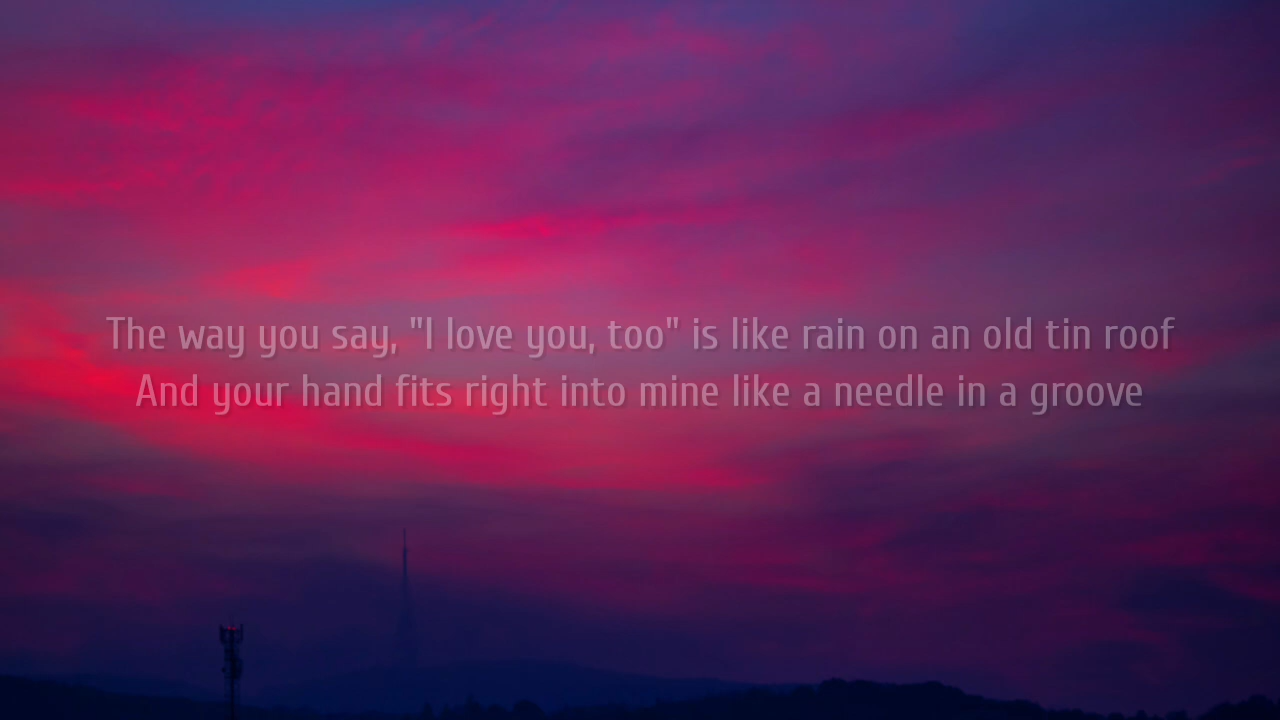 The way you say, "I love you, too" is like rain on an old tin roof
And your hand fits right into mine like a needle in a groove